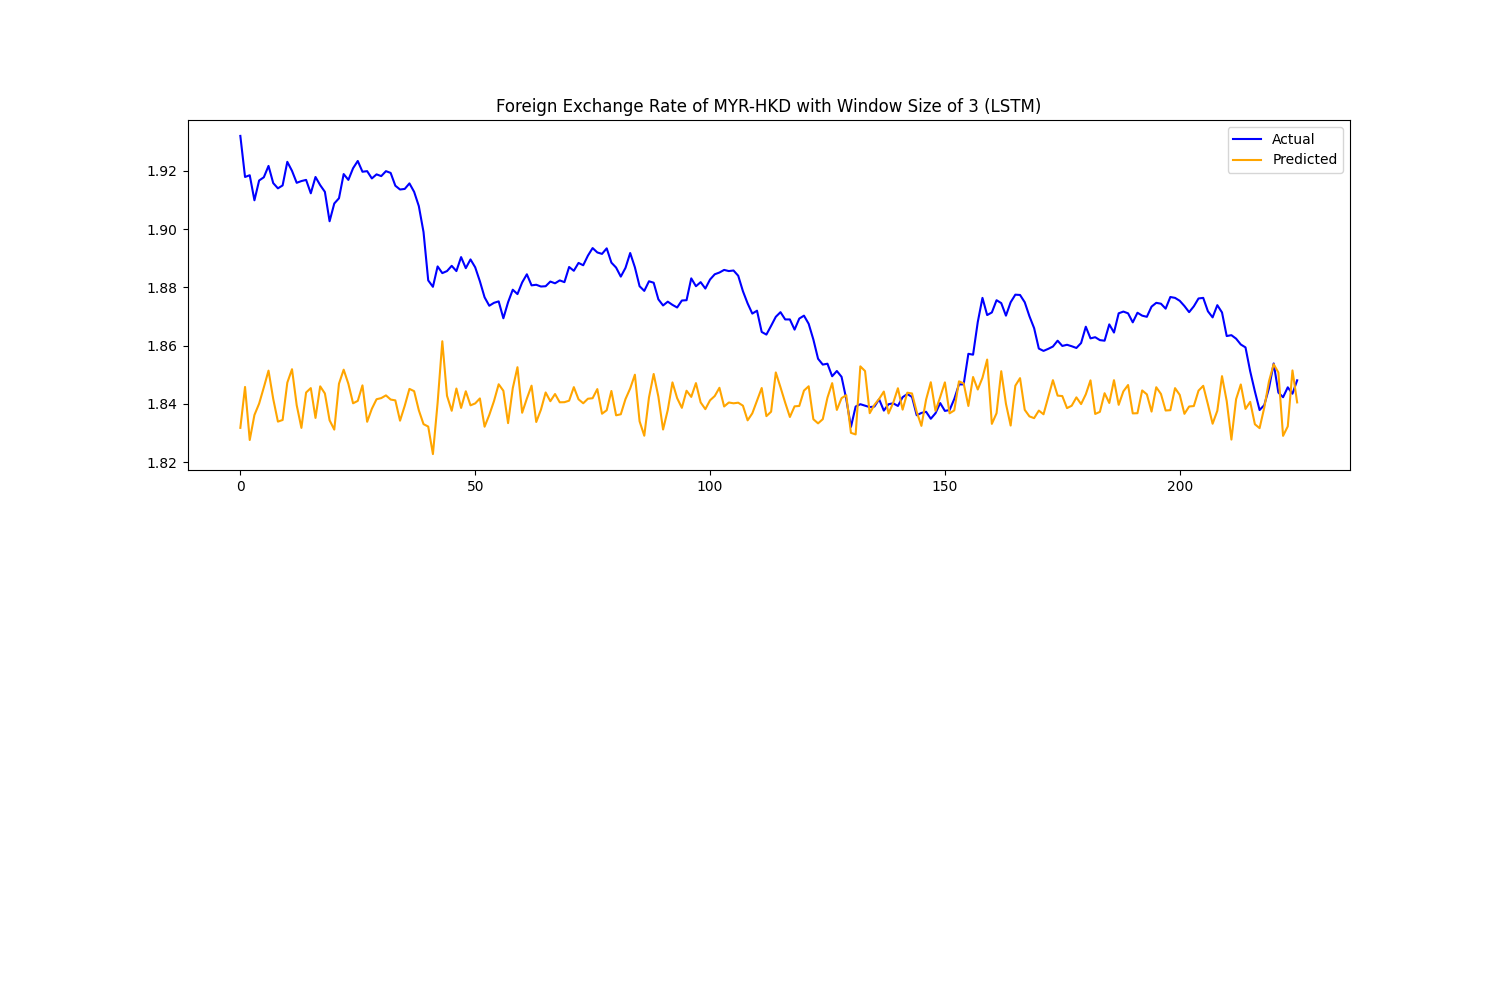 Foreign Exchange Rate of MYR-HKD with Window Size of 3 (LSTM)
Actual
Predicted
1.92
1.90
1.88
1.86
1.84
1.82
0 50 100 150 200